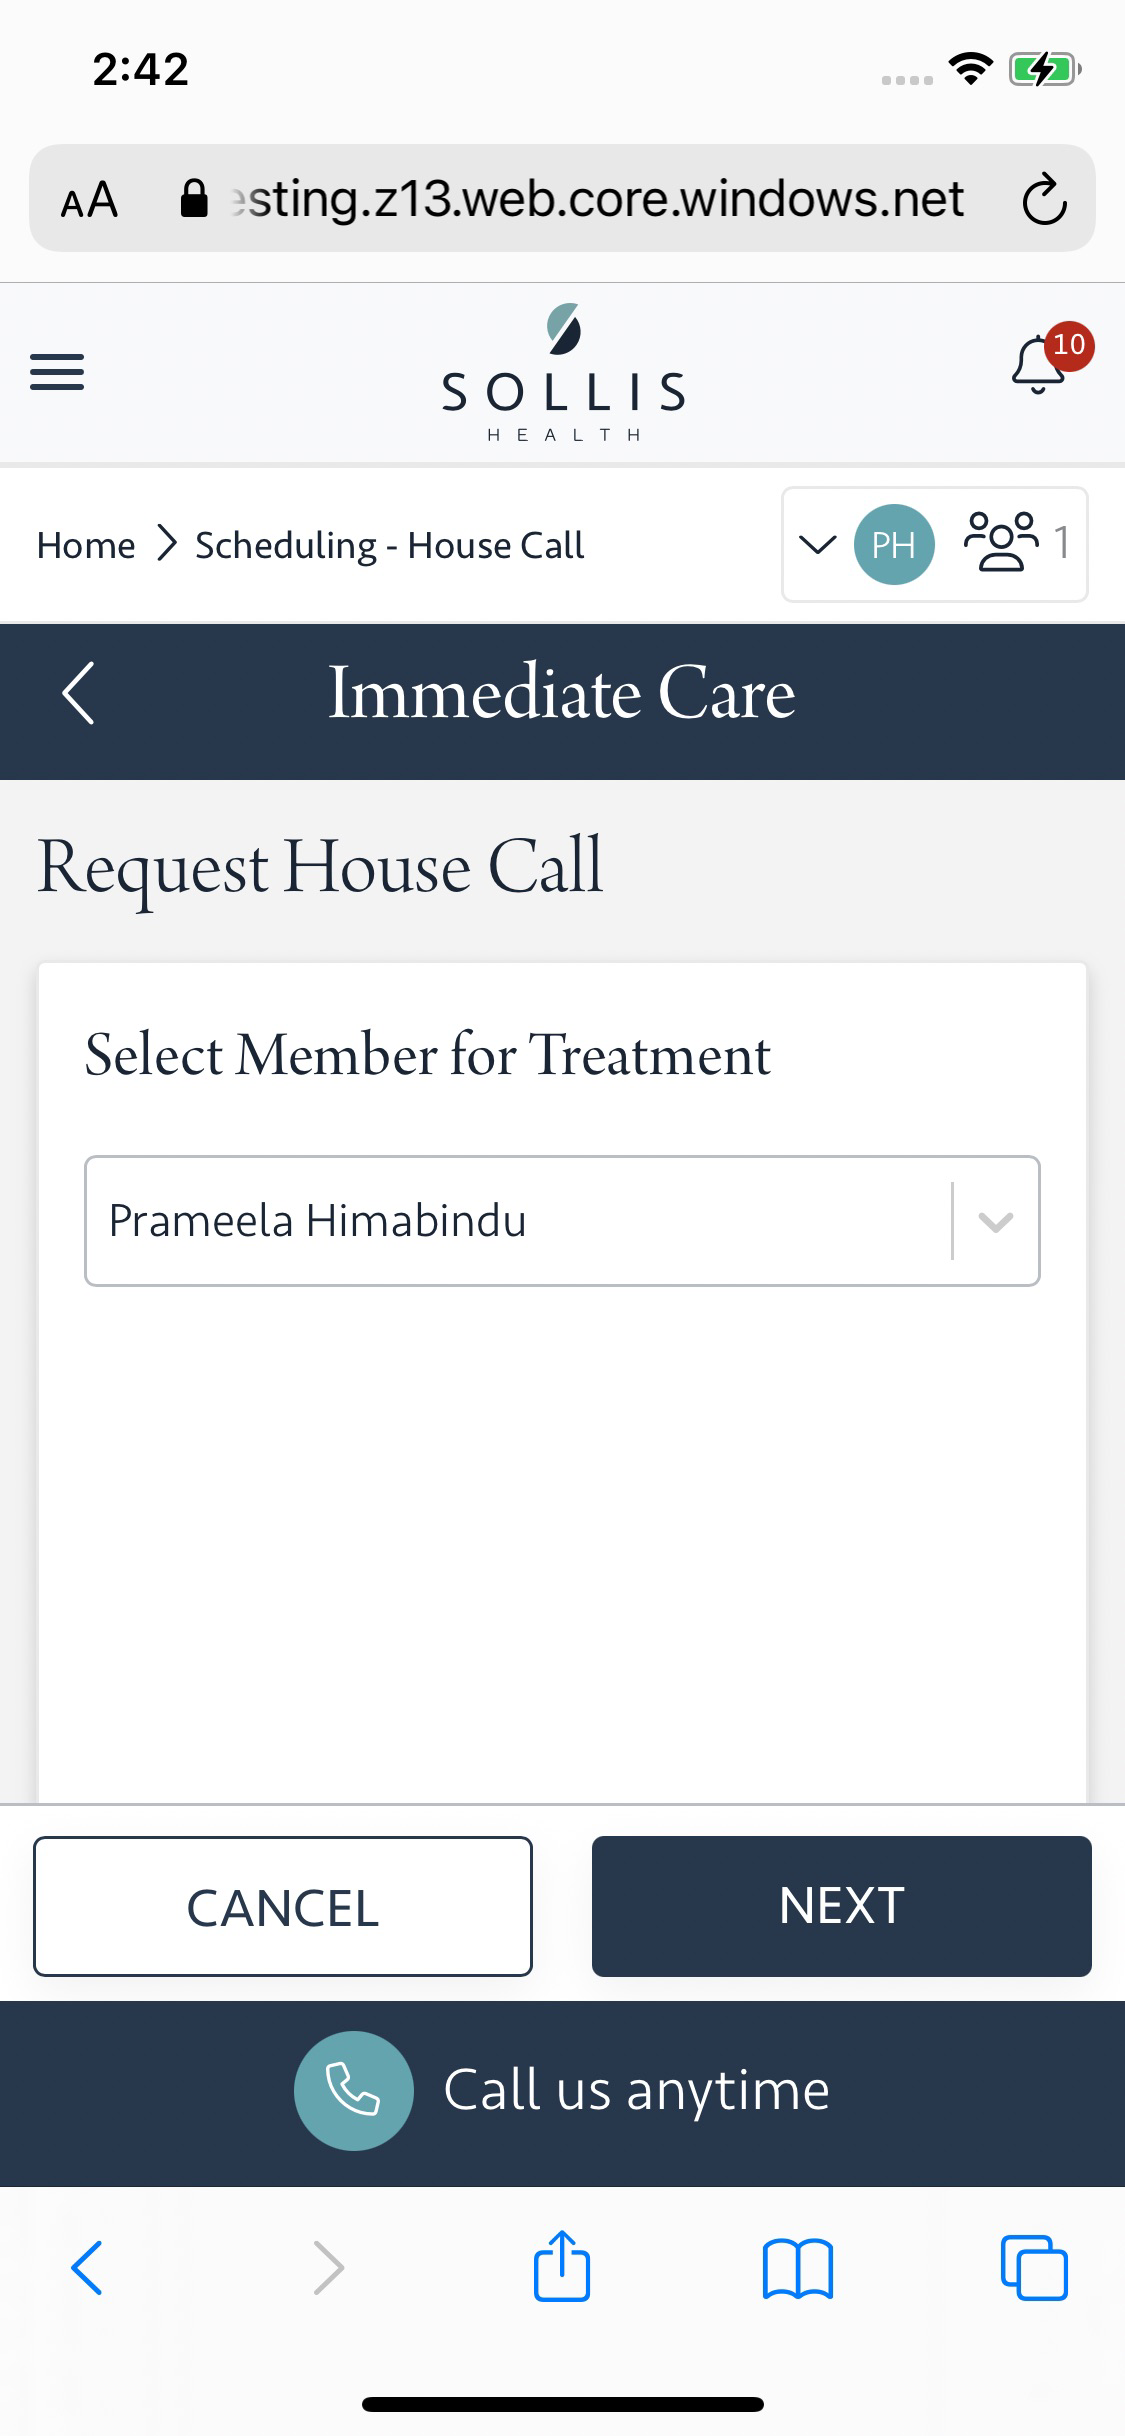 2:42
AA esting.z13.web.core.windows.net
SOLLIS
HEALTH
10
Home Scheduling - House Call
PH 1
Immediate Care
Request House Call
Select Member for Treatment
Prameela Himabindu
CANCEL NEXT
Call us anytime